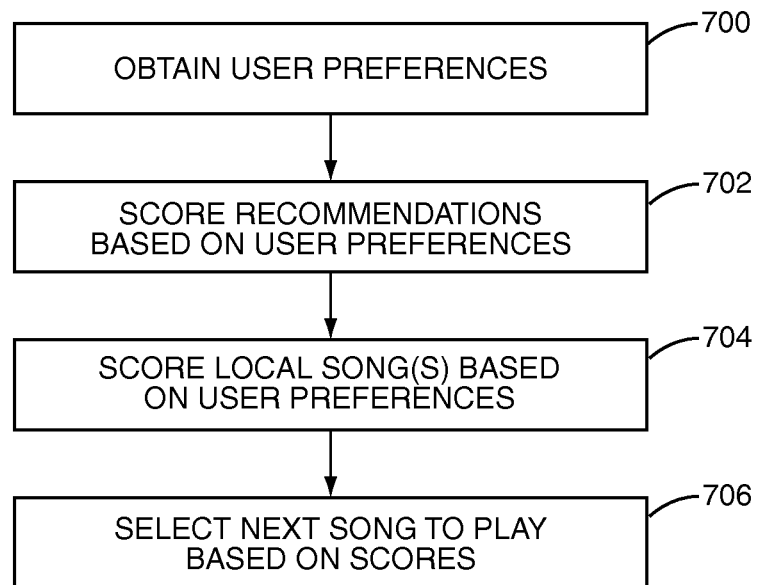 700
OBTAIN USER PREFERENCES
702
SCORE RECOMMENDATIONS
BASED ON USER PREFERENCES
704
SCORE LOCAL SONG(S) BASED
ON USER PREFERENCES
706
SELECT NEXT SONG TO PLAY
BASED ON SCORES